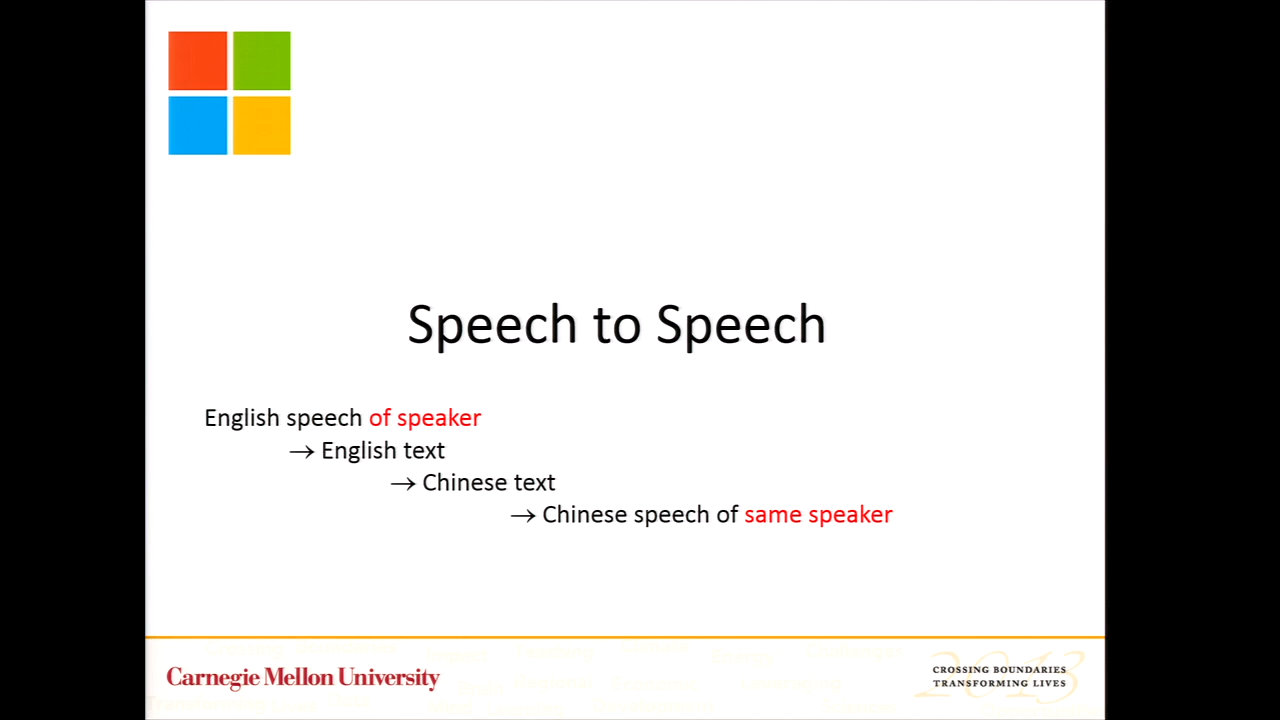 Speech to Speech
English speech of speaker
→ English text
→ Chinese text
→ Chinese speech of same speaker
Carnegie Mellon University
2013
CROSSING BOUNDARIES
TRANSFORMING LIVES